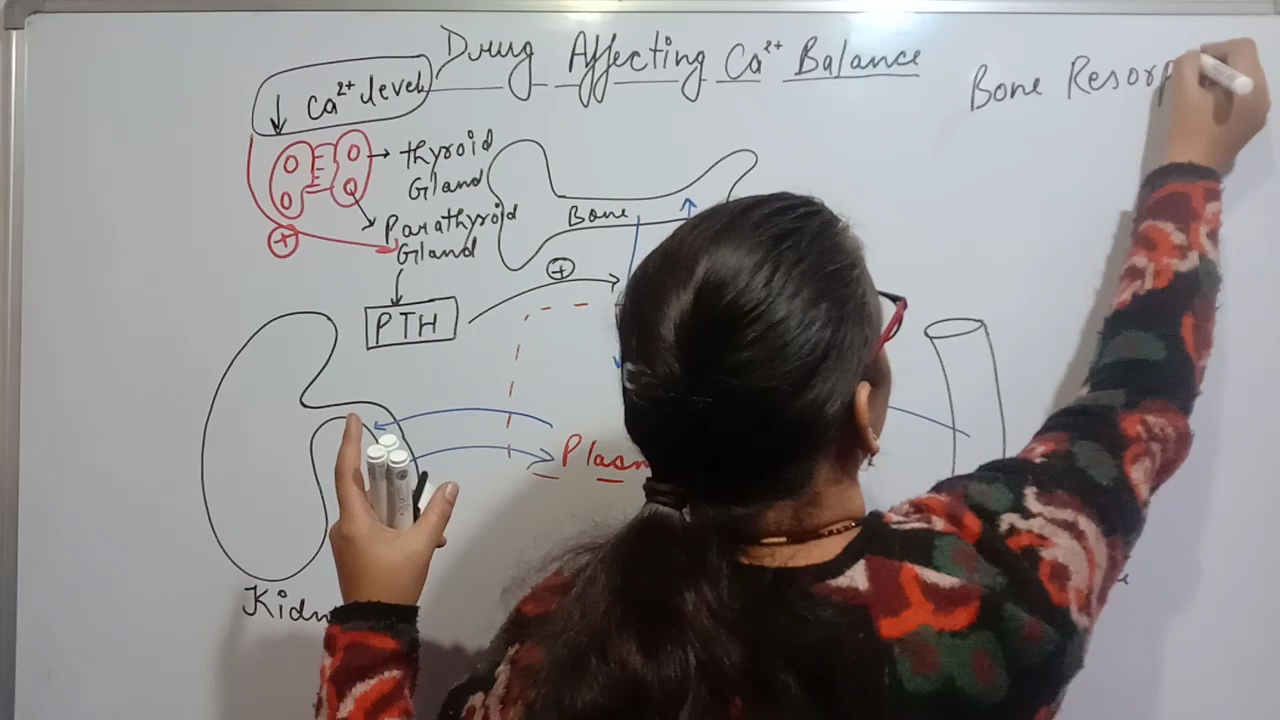 Drug Affecting Ca²⁺ Balance
Bone Resorp
↓ Ca²⁺ level
→ thyroid
Gland
Parathyroid
Gland
Bone
+
+
PTH
Plasm
Kidn